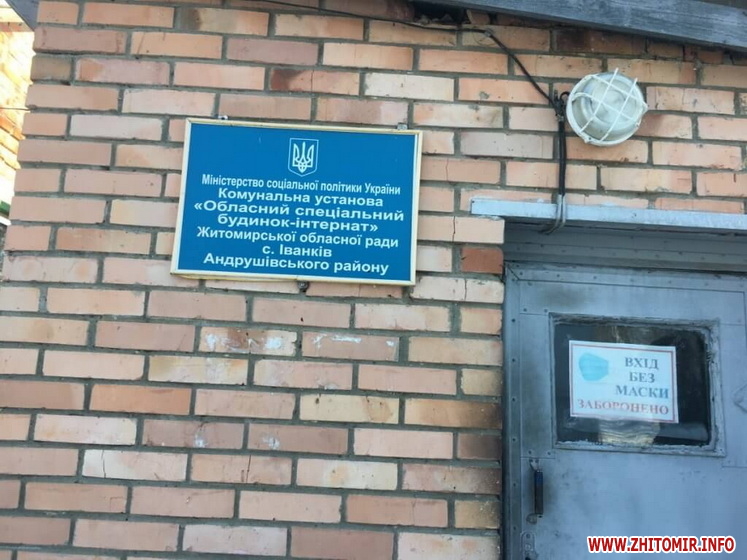 Міністерство соціальної політики України
Комунальна установа
«Обласний спеціальний
будинок-інтернат»
Житомирської обласної ради
с. Іванків
Андрушівського району
ВХІД
БЕЗ
МАСКИ
ЗАБОРОНЕНО
WWW.ZHITOMIR.INFO